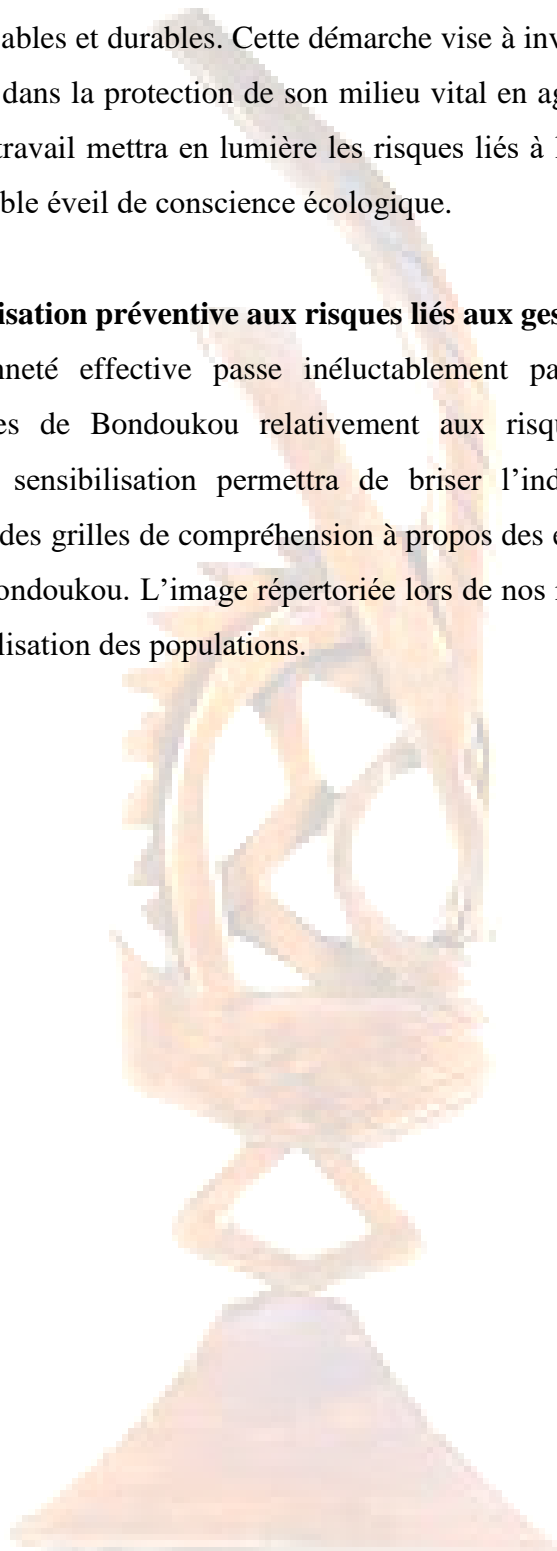 ables et durables. Cette démarche vise à inv
dans la protection de son milieu vital en ag
travail mettra en lumière les risques liés à
ble éveil de conscience écologique.
isation préventive aux risques liés aux ges
nneté effective passe inéluctablement pa
es de Bondoukou relativement aux risqu
sensibilisation permettra de briser l'ind
des grilles de compréhension à propos des e
ondoukou. L'image répertoriée lors de nos
lisation des populations.